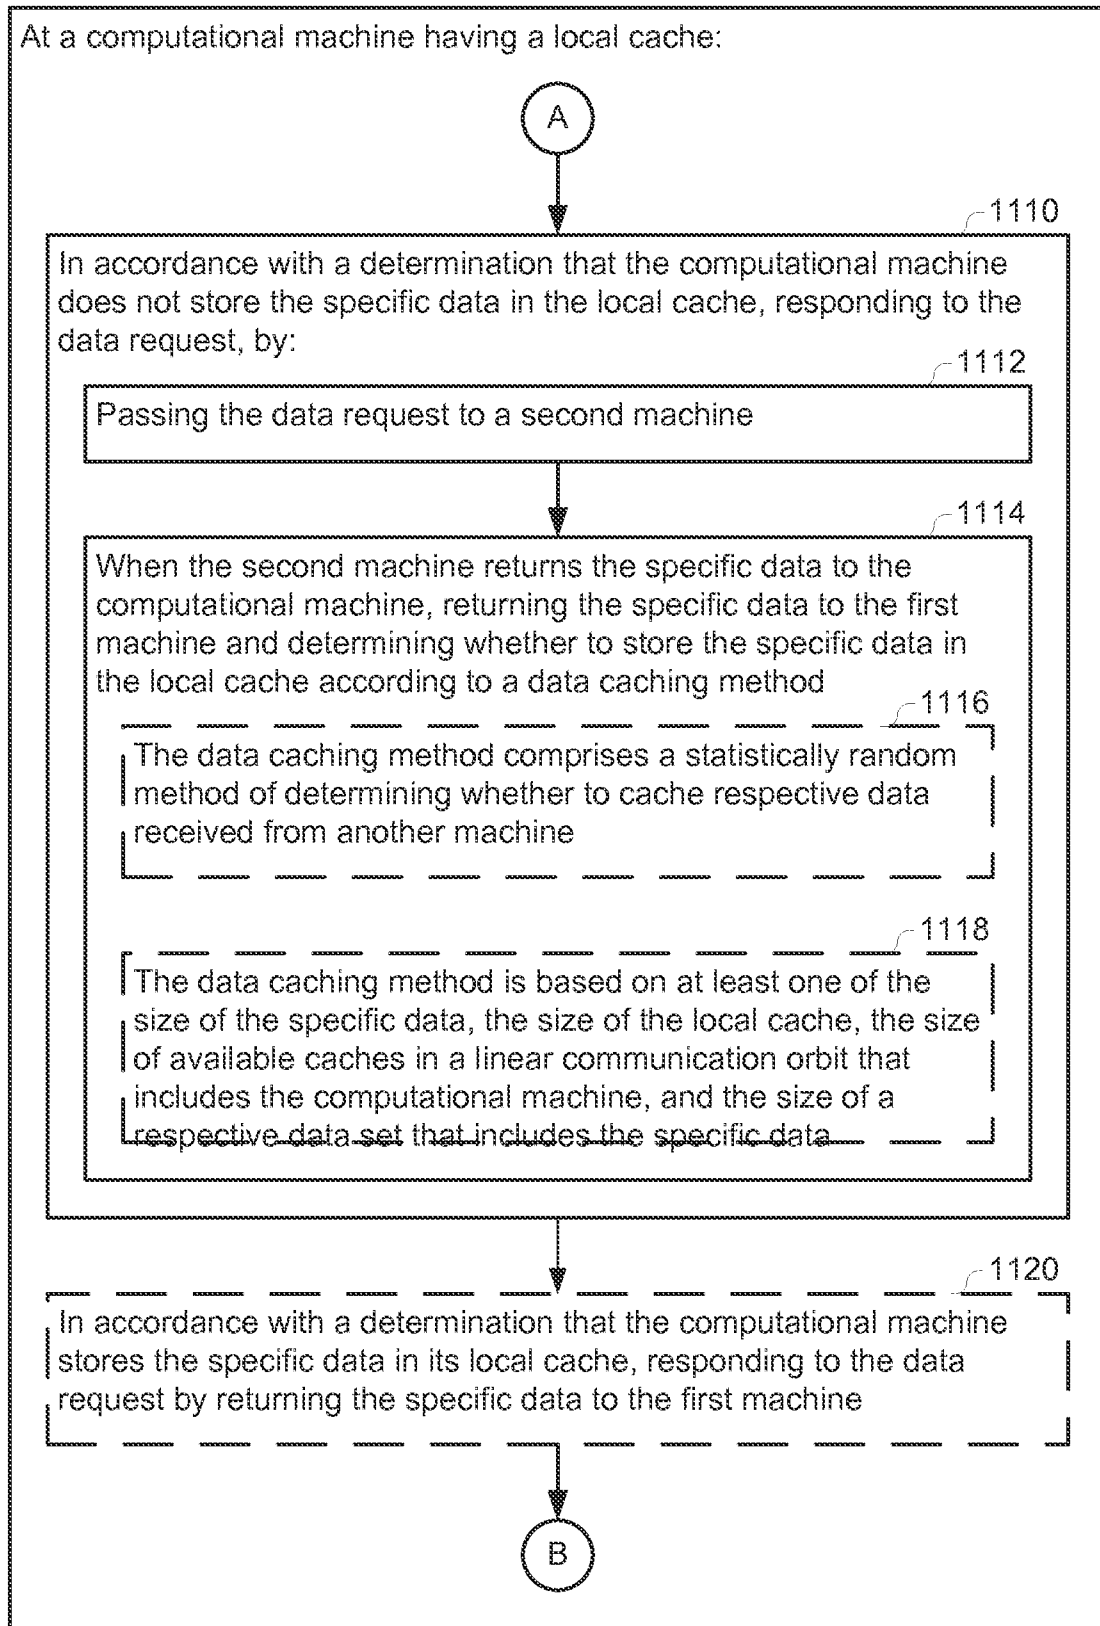 At a computational machine having a local cache:
A
1110
In accordance with a determination that the computational machine
does not store the specific data in the local cache, responding to the
data request, by:
1112
Passing the data request to a second machine
1114
When the second machine returns the specific data to the
computational machine, returning the specific data to the first
machine and determining whether to store the specific data in
the local cache according to a data caching method
1116
The data caching method comprises a statistically random
method of determining whether to cache respective data
received from another machine
1118
The data caching method is based on at least one of the
size of the specific data, the size of the local cache, the size
of available caches in a linear communication orbit that
includes the computational machine, and the size of a
respective data set that includes the specific data
1120
In accordance with a determination that the computational machine
stores the specific data in its local cache, responding to the data
request by returning the specific data to the first machine
B